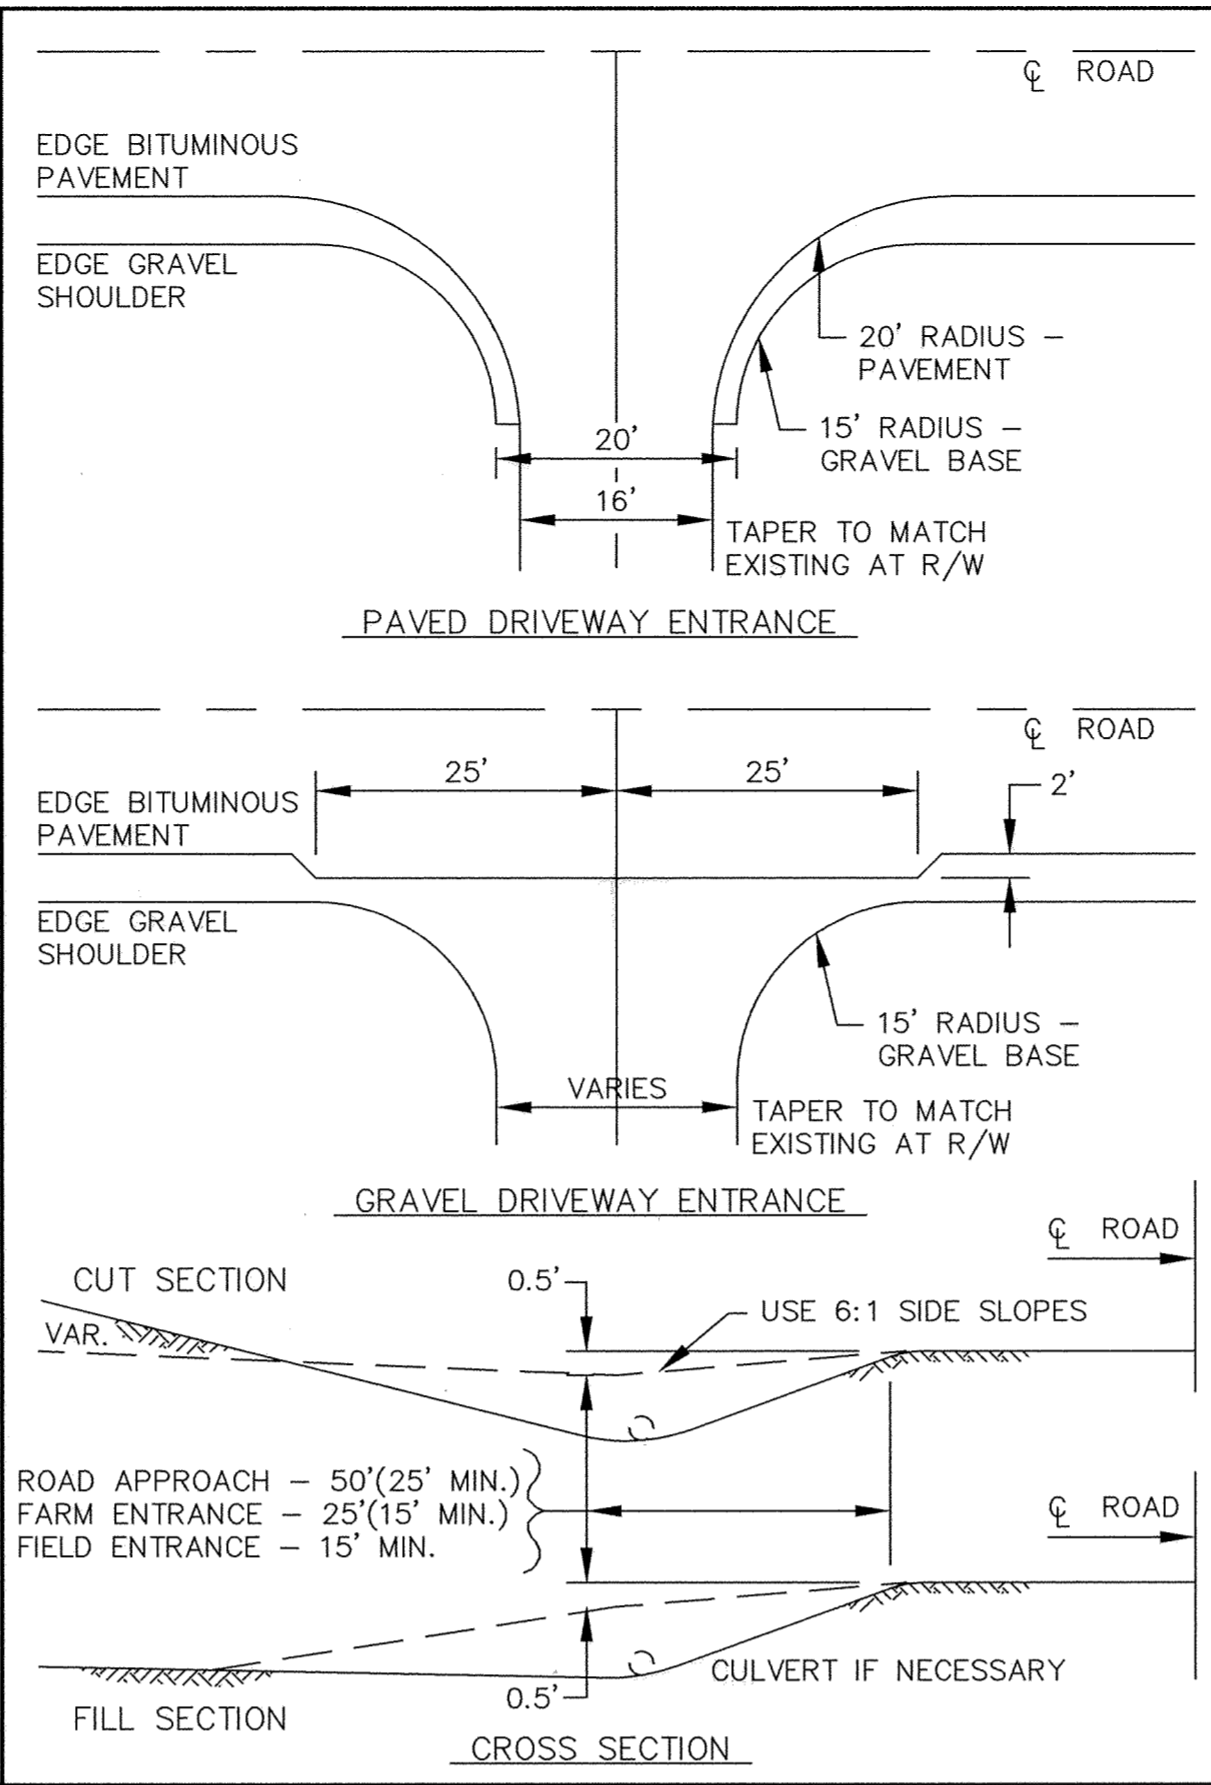 ℄ ROAD
EDGE BITUMINOUS
PAVEMENT
EDGE GRAVEL
SHOULDER
20' RADIUS –
PAVEMENT
15' RADIUS –
GRAVEL BASE
20'
16'
TAPER TO MATCH
EXISTING AT R/W
PAVED DRIVEWAY ENTRANCE
℄ ROAD
25'
25'
2'
EDGE BITUMINOUS
PAVEMENT
EDGE GRAVEL
SHOULDER
15' RADIUS –
GRAVEL BASE
VARIES
TAPER TO MATCH
EXISTING AT R/W
GRAVEL DRIVEWAY ENTRANCE
℄ ROAD
CUT SECTION
0.5'
USE 6:1 SIDE SLOPES
VAR.
ROAD APPROACH – 50'(25' MIN.)
FARM ENTRANCE – 25'(15' MIN.)
FIELD ENTRANCE – 15' MIN.
℄ ROAD
CULVERT IF NECESSARY
0.5'
FILL SECTION
CROSS SECTION